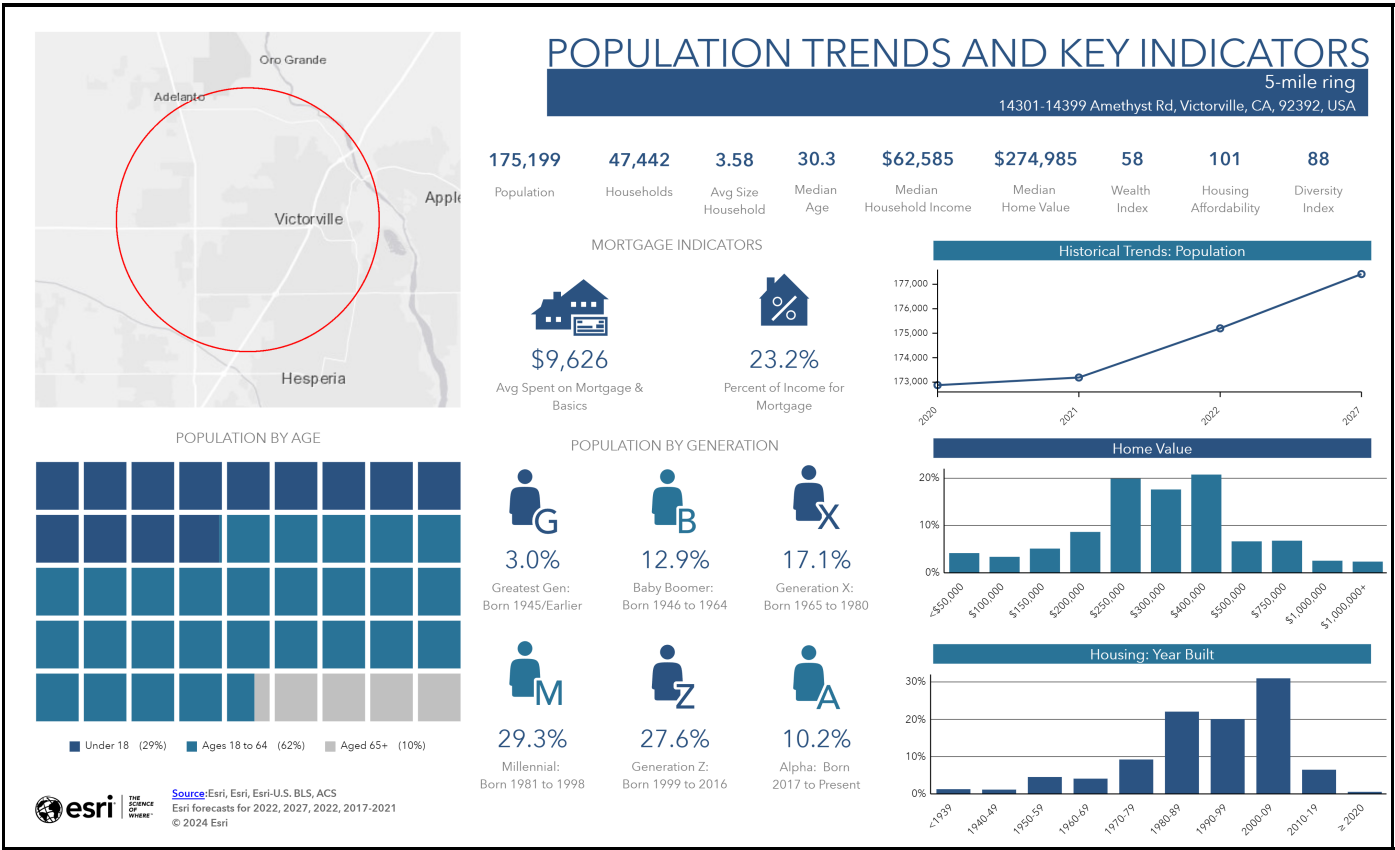 POPULATION TRENDS AND KEY INDICATORS
5-mile ring
14301-14399 Amethyst Rd, Victorville, CA, 92392, USA
Oro Grande
Adelanto
Victorville
Apple
Hesperia
175,199
Population
47,442
Households
3.58
Avg Size
Household
30.3
Median
Age
$62,585
Median
Household Income
$274,985
Median
Home Value
58
Wealth
Index
101
Housing
Affordability
88
Diversity
Index
MORTGAGE INDICATORS
%
$9,626
Avg Spent on Mortgage &
Basics
23.2%
Percent of Income for
Mortgage
Historical Trends: Population
177,000
176,000
175,000
174,000
173,000
2020
2021
2022
2027
POPULATION BY AGE
Under 18 (29%)
Ages 18 to 64 (62%)
Aged 65+ (10%)
POPULATION BY GENERATION
G
3.0%
Greatest Gen:
Born 1945/Earlier
B
12.9%
Baby Boomer:
Born 1946 to 1964
X
17.1%
Generation X:
Born 1965 to 1980
M
29.3%
Millennial:
Born 1981 to 1998
Z
27.6%
Generation Z:
Born 1999 to 2016
A
10.2%
Alpha: Born
2017 to Present
Home Value
20%
10%
0%
<$50,000
$100,000
$150,000
$200,000
$250,000
$300,000
$400,000
$500,000
$750,000
$1,000,000
$1,000,000+
Housing: Year Built
30%
20%
10%
0%
<1939
1940-49
1950-59
1960-69
1970-79
1980-89
1990-99
2000-09
2010-19
≥ 2020
esri
THE
SCIENCE
OF
WHERE™
Source:Esri, Esri, Esri-U.S. BLS, ACS
Esri forecasts for 2022, 2027, 2022, 2017-2021
© 2024 Esri